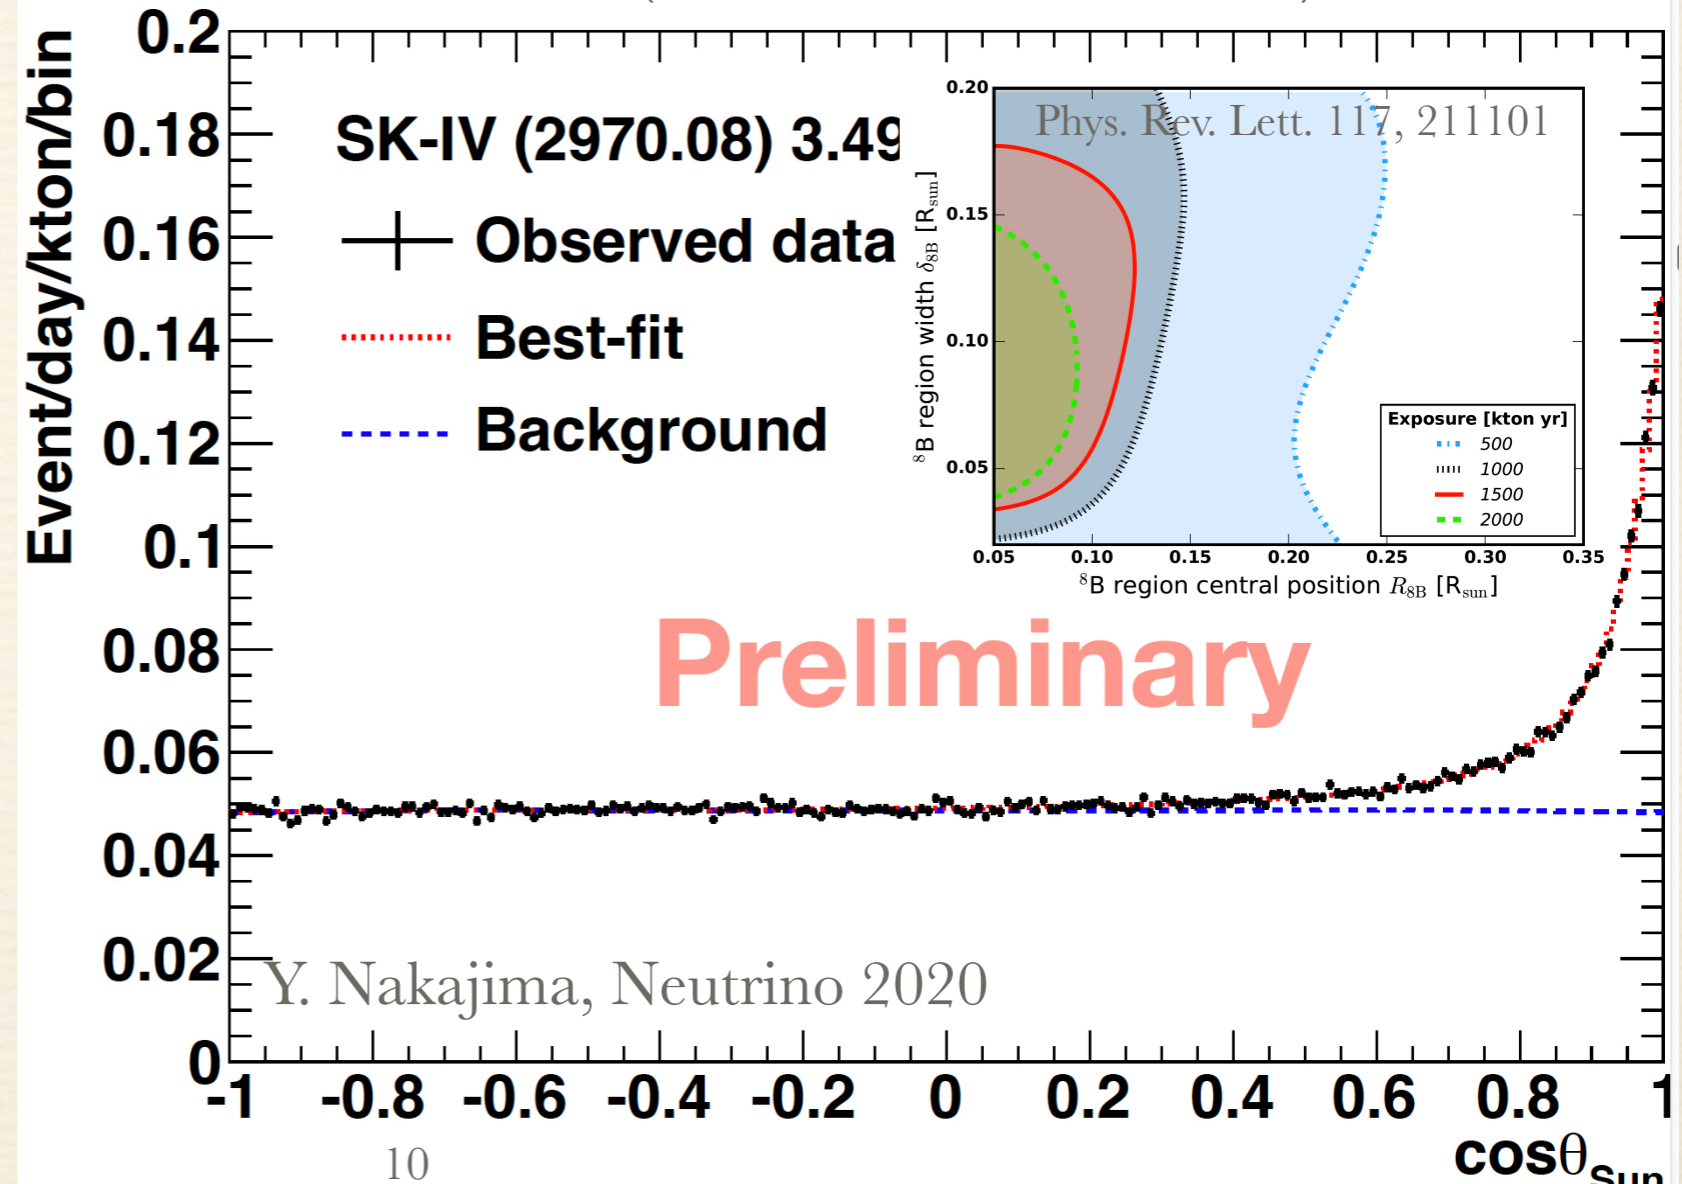 Event/day/kton/bin
0.2
0.18
0.16
0.14
0.12
0.1
0.08
0.06
0.04
0.02
0
SK-IV (2970.08) 3.49
Observed data
Best-fit
Background
Phys. Rev. Lett. 117, 211101
⁸B region width δ₈B [Rsun]
0.20
0.15
0.10
0.05
Exposure [kton yr]
500
1000
1500
2000
0.05 0.10 0.15 0.20 0.25 0.30 0.35
⁸B region central position R₈B [Rsun]
Preliminary
Y. Nakajima, Neutrino 2020
-1 -0.8 -0.6 -0.4 -0.2 0 0.2 0.4 0.6 0.8 1
cosθSun
10